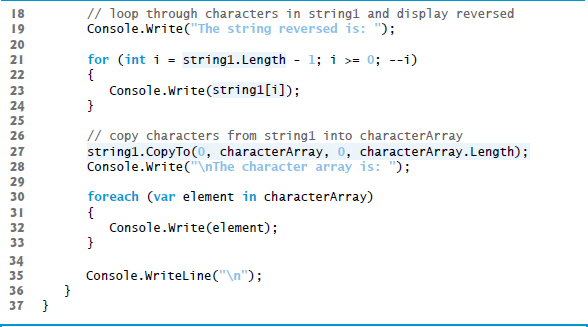 18 // loop through characters in string1 and display reversed
19 Console.Write("The string reversed is: ");
20
21 for (int i = string1.Length - 1; i >= 0; --i)
22 {
23 Console.Write(string1[i]);
24 }
25
26 // copy characters from string1 into characterArray
27 string1.CopyTo(0, characterArray, 0, characterArray.Length);
28 Console.Write("\nThe character array is: ");
29
30 foreach (var element in characterArray)
31 {
32 Console.Write(element);
33 }
34
35 Console.WriteLine("\n");
36 }
37 }